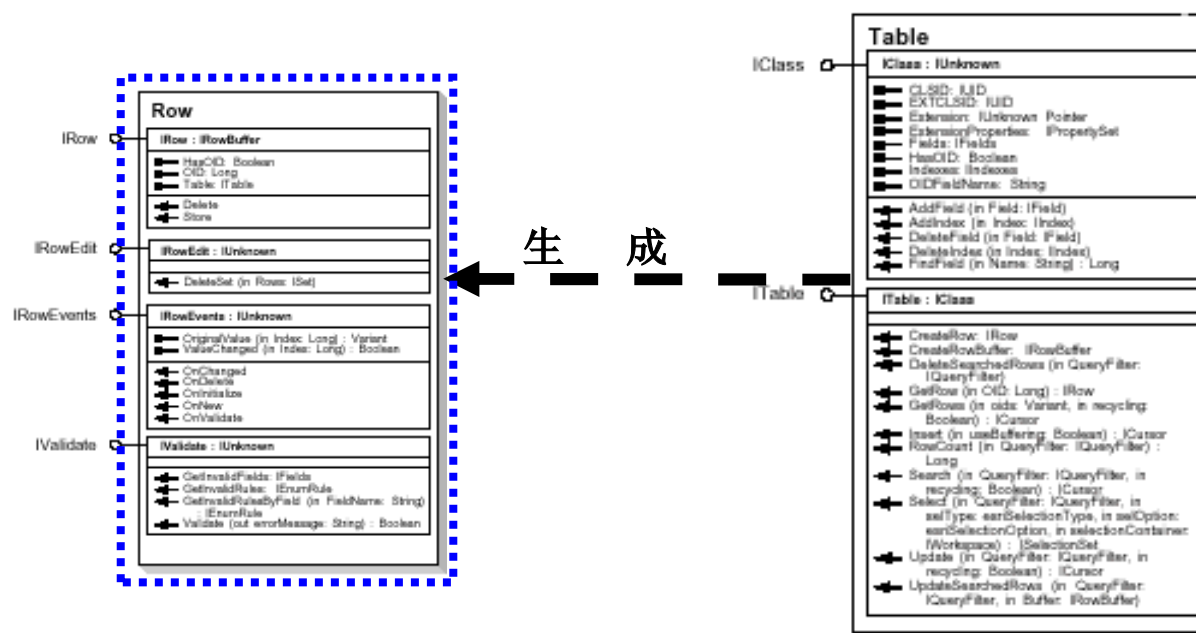 Row
IRow
IRow : IRowBuffer
HasOID: Boolean
OID: Long
Table: ITable
Delete
Store
IRowEdit
IRowEdit : IUnknown
DeleteSet (in Rows: ISet)
IRowEvents
IRowEvents : IUnknown
OriginalValue (in Index: Long) : Variant
ValueChanged (in Index: Long) : Boolean
OnChanged
OnDelete
OnInitialize
OnNew
OnValidate
IValidate
IValidate : IUnknown
GetInvalidFields: IFields
GetInvalidRules: IEnumRule
GetInvalidRulesByField (in FieldName: String)
: IEnumRule
Validate (out errorMessage: String) : Boolean
生 成
Table
IClass
IClass : IUnknown
CLSID: IUID
EXTCLSID: IUID
Extension: IUnknown Pointer
ExtensionProperties: IPropertySet
Fields: IFields
HasOID: Boolean
Indexes: IIndexes
OIDFieldName: String
AddField (in Field: IField)
AddIndex (in Index: IIndex)
DeleteField (in Field: IField)
DeleteIndex (in Index: IIndex)
FindField (in Name: String) : Long
ITable
ITable : IClass
CreateRow: IRow
CreateRowBuffer: IRowBuffer
DeleteSearchedRows (in QueryFilter:
IQueryFilter)
GetRow (in OID: Long) : IRow
GetRows (in oids: Variant, in recycling:
Boolean) : ICursor
Insert (in useBuffering: Boolean) : ICursor
RowCount (in QueryFilter: IQueryFilter) :
Long
Search (in QueryFilter: IQueryFilter, in
recycling: Boolean) : ICursor
Select (in QueryFilter: IQueryFilter, in
selType: esriSelectionType, in selOption:
esriSelectionOption, in selectionContainer:
IWorkspace) : ISelectionSet
Update (in QueryFilter: IQueryFilter, in
recycling: Boolean) : ICursor
UpdateSearchedRows (in QueryFilter:
IQueryFilter, in Buffer: IRowBuffer)